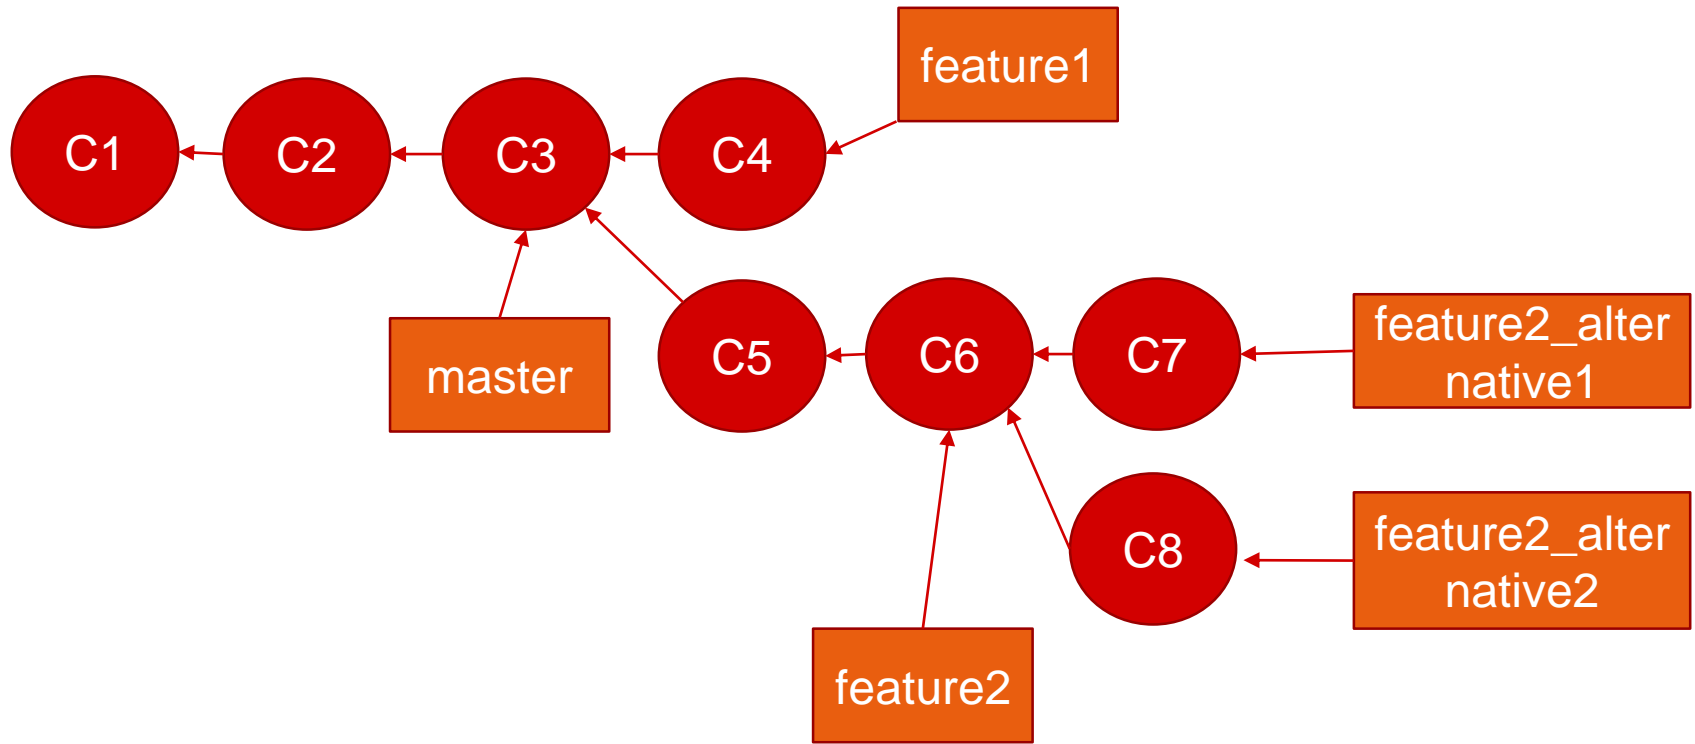 feature1
C1
C2
C3
C4
master
C5
C6
C7
feature2_alter
native1
C8
feature2_alter
native2
feature2